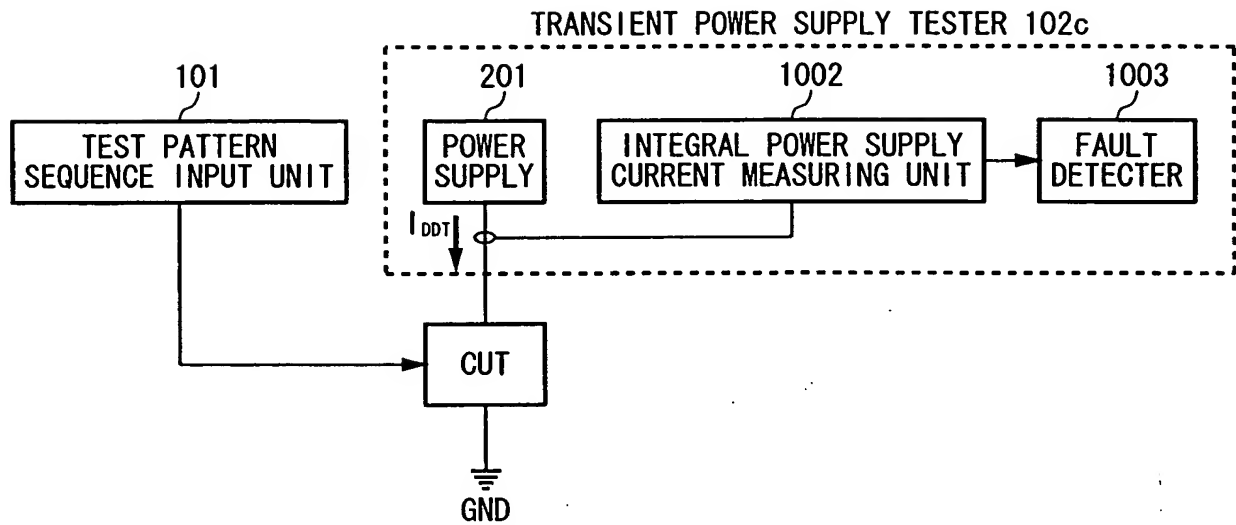 TRANSIENT POWER SUPPLY TESTER 102c
101
201
1002
1003
TEST PATTERN
SEQUENCE INPUT UNIT
POWER
SUPPLY
INTEGRAL POWER SUPPLY
CURRENT MEASURING UNIT
FAULT
DETECTER
IDDT
CUT
GND